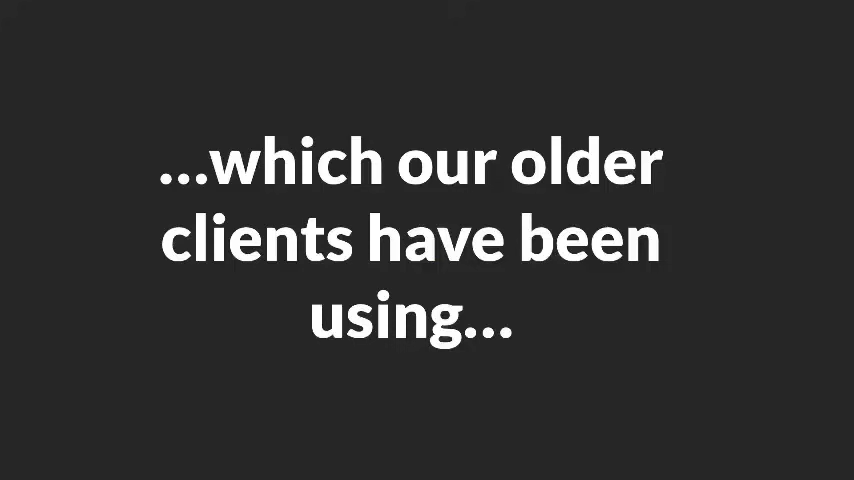 ...which our older
clients have been
using...